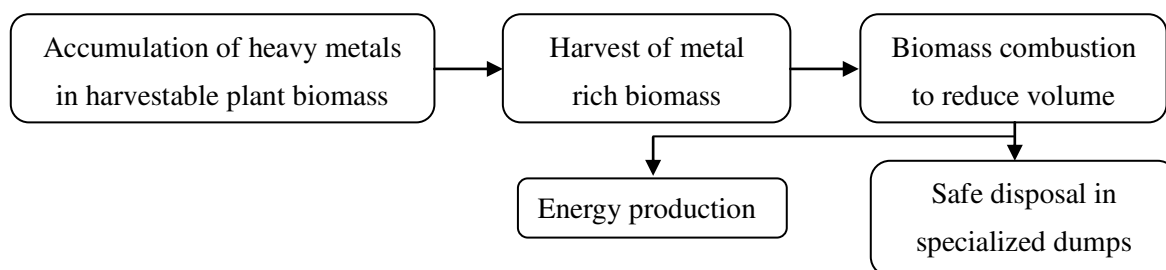 Accumulation of heavy metals
in harvestable plant biomass
Harvest of metal
rich biomass
Biomass combustion
to reduce volume
Energy production
Safe disposal in
specialized dumps